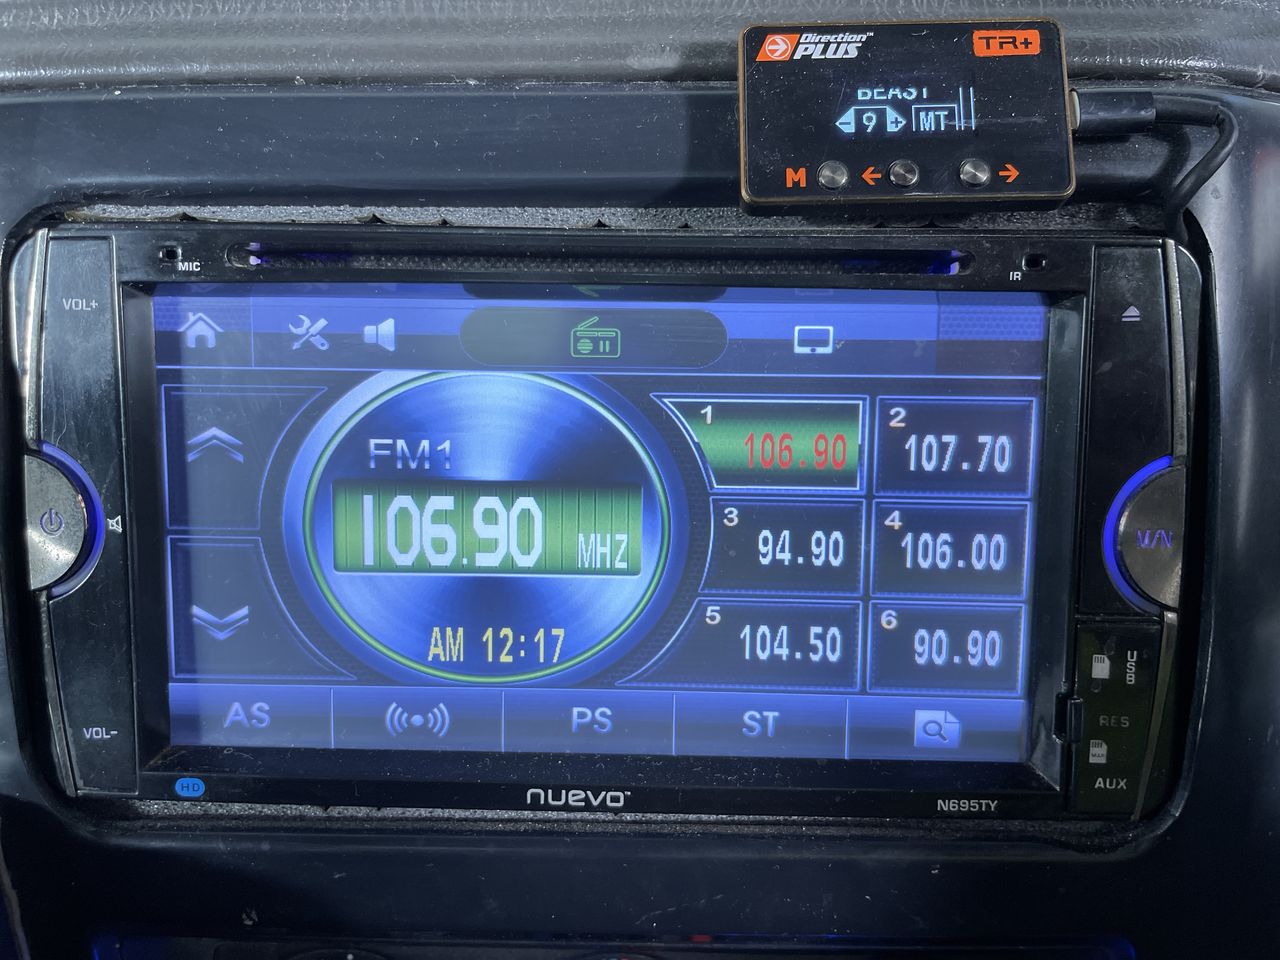 Direction™
PLUS
TR+
BEAST
- 9 + MT
M
MIC
IR
VOL+
FM1
106.90 MHZ
AM 12:17
1 106.90
2 107.70
3 94.90
4 106.00
5 104.50
6 90.90
M/N
USB
RES
AUX
VOL-
AS
PS
ST
HD
nuevo™
N695TY